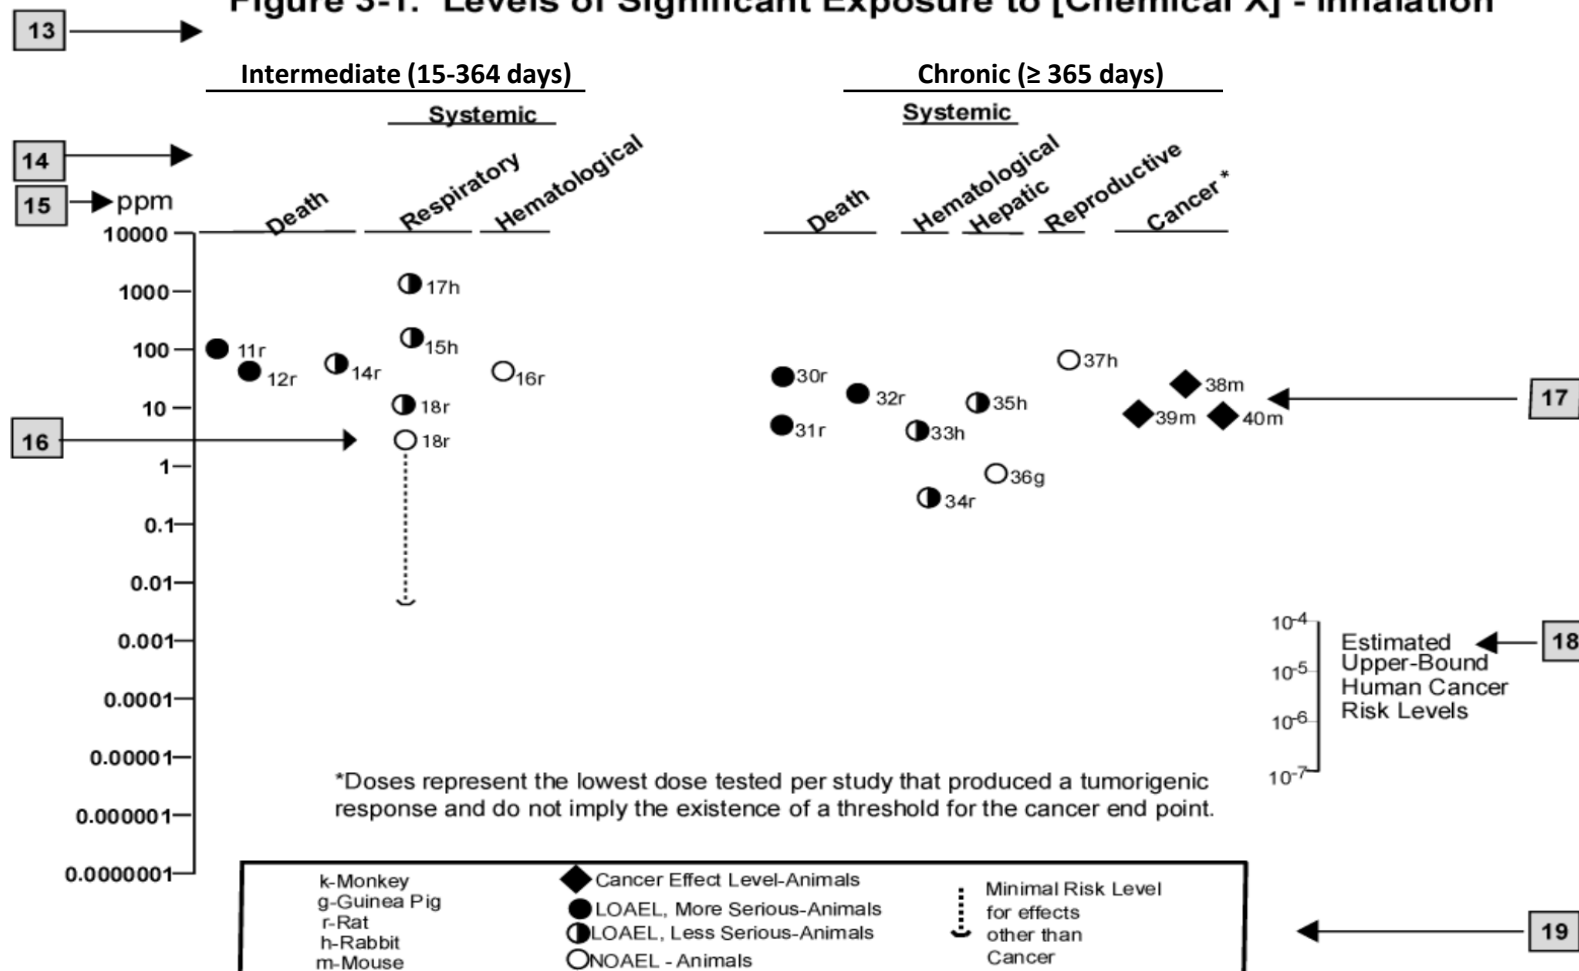 Figure 3-1. Levels of Significant Exposure to [Chemical X] - Inhalation
13
Intermediate (15-364 days)
Chronic (≥ 365 days)
Systemic
Systemic
14
15
ppm
Death
Respiratory
Hematological
Death
Hematological
Hepatic
Reproductive
Cancer*
10000
1000
100
10
1
0.1
0.01
0.001
0.0001
0.00001
0.000001
0.0000001
17h
15h
11r
12r
14r
16r
18r
18r
16
30r
32r
31r
33h
34r
35h
36g
37h
38m
39m
40m
17
10-4
10-5
10-6
10-7
Estimated
Upper-Bound
Human Cancer
Risk Levels
18
*Doses represent the lowest dose tested per study that produced a tumorigenic
response and do not imply the existence of a threshold for the cancer end point.
k-Monkey
g-Guinea Pig
r-Rat
h-Rabbit
m-Mouse
Cancer Effect Level-Animals
LOAEL, More Serious-Animals
LOAEL, Less Serious-Animals
NOAEL - Animals
Minimal Risk Level
for effects
other than
Cancer
19